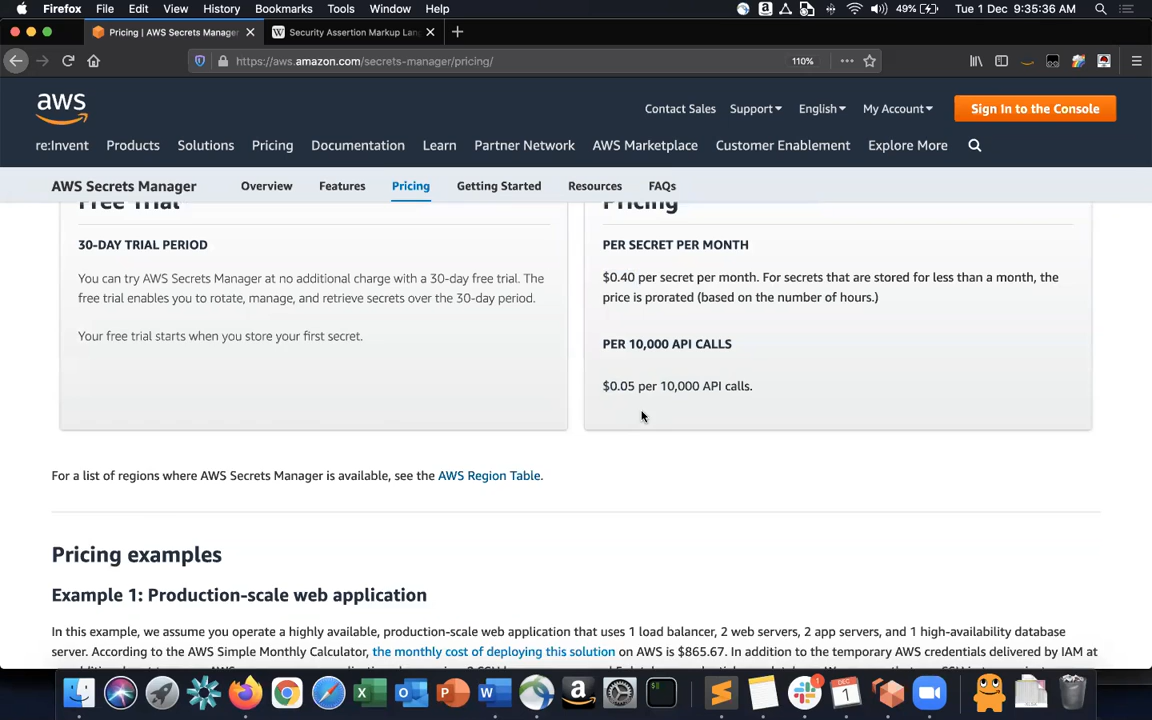 Firefox File Edit View History Bookmarks Tools Window Help 49% Tue 1 Dec 9:35:36 AM
Pricing | AWS Secrets Manager Security Assertion Markup Lan
https://aws.amazon.com/secrets-manager/pricing/ 110%
aws
Contact Sales Support English My Account Sign In to the Console
re:Invent Products Solutions Pricing Documentation Learn Partner Network AWS Marketplace Customer Enablement Explore More
AWS Secrets Manager Overview Features Pricing Getting Started Resources FAQs
Free Trial
30-DAY TRIAL PERIOD
You can try AWS Secrets Manager at no additional charge with a 30-day free trial. The
free trial enables you to rotate, manage, and retrieve secrets over the 30-day period.
Your free trial starts when you store your first secret.
Pricing
PER SECRET PER MONTH
$0.40 per secret per month. For secrets that are stored for less than a month, the
price is prorated (based on the number of hours.)
PER 10,000 API CALLS
$0.05 per 10,000 API calls.
For a list of regions where AWS Secrets Manager is available, see the AWS Region Table.
Pricing examples
Example 1: Production-scale web application
In this example, we assume you operate a highly available, production-scale web application that uses 1 load balancer, 2 web servers, 2 app servers, and 1 high-availability database
server. According to the AWS Simple Monthly Calculator, the monthly cost of deploying this solution on AWS is $865.67. In addition to the temporary AWS credentials delivered by IAM at